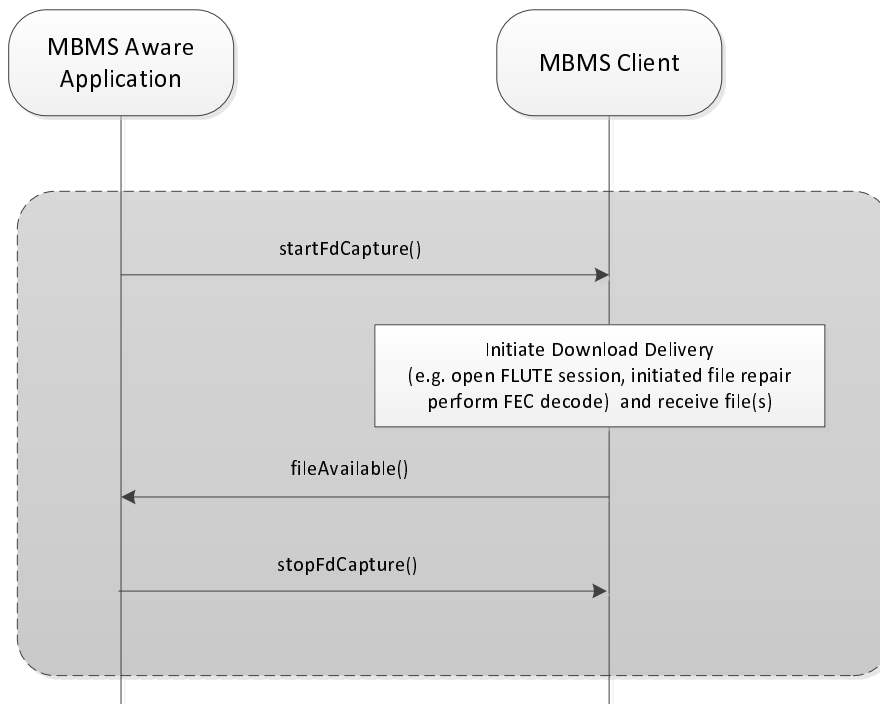 MBMS Aware
Application
MBMS Client
startFdCapture()
Initiate Download Delivery
(e.g. open FLUTE session, initiated file repair
perform FEC decode) and receive file(s)
fileAvailable()
stopFdCapture()